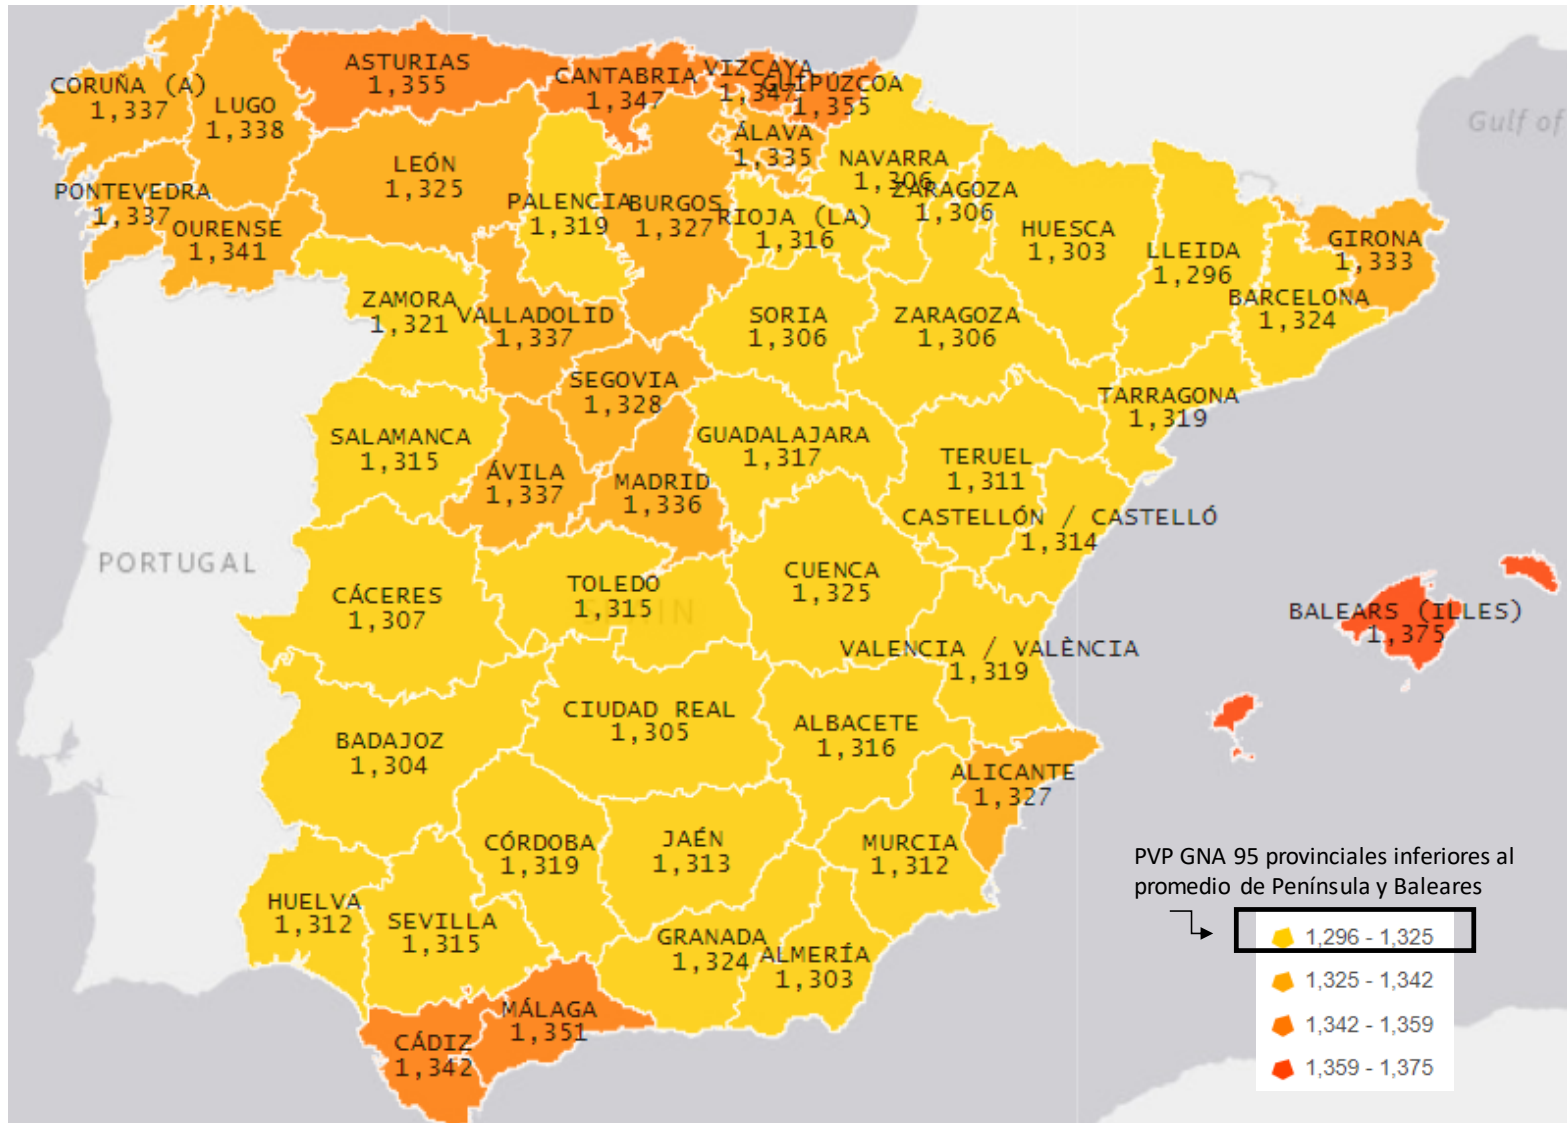 ASTURIAS
1,355
CANTABRIA
1,347
VIZCAYA
1,347
GUIPÚZCOA
1,355
CORUÑA (A)
1,337
LUGO
1,338
Gulf of
ÁLAVA
1,335
LEÓN
1,325
NAVARRA
1,306
ZARAGOZA
1,306
PONTEVEDRA
1,337
PALENCIA
1,319
BURGOS
1,327
RIOJA (LA)
1,316
OURENSE
1,341
HUESCA
1,303
LLEIDA
1,296
GIRONA
1,333
ZAMORA
1,321
VALLADOLID
1,337
SORIA
1,306
ZARAGOZA
1,306
BARCELONA
1,324
SEGOVIA
1,328
TARRAGONA
1,319
SALAMANCA
1,315
GUADALAJARA
1,317
ÁVILA
1,337
MADRID
1,336
TERUEL
1,311
CASTELLÓN / CASTELLÓ
1,314
PORTUGAL
CÁCERES
1,307
TOLEDO
1,315
SPAIN
CUENCA
1,325
BALEARS (ILLES)
1,375
VALENCIA / VALÈNCIA
1,319
BADAJOZ
1,304
CIUDAD REAL
1,305
ALBACETE
1,316
ALICANTE
1,327
CÓRDOBA
1,319
JAÉN
1,313
MURCIA
1,312
HUELVA
1,312
SEVILLA
1,315
GRANADA
1,324
ALMERÍA
1,303
MÁLAGA
1,351
CÁDIZ
1,342
PVP GNA 95 provinciales inferiores al
promedio de Península y Baleares
1,296 - 1,325
1,325 - 1,342
1,342 - 1,359
1,359 - 1,375